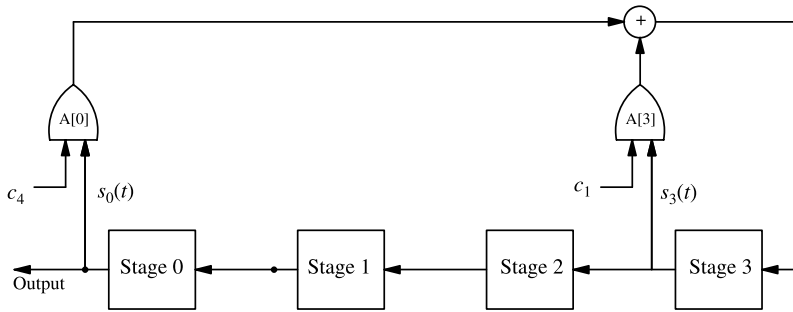 +
A[0]
A[3]
c4
s0(t)
c1
s3(t)
Stage 0
Stage 1
Stage 2
Stage 3
Output